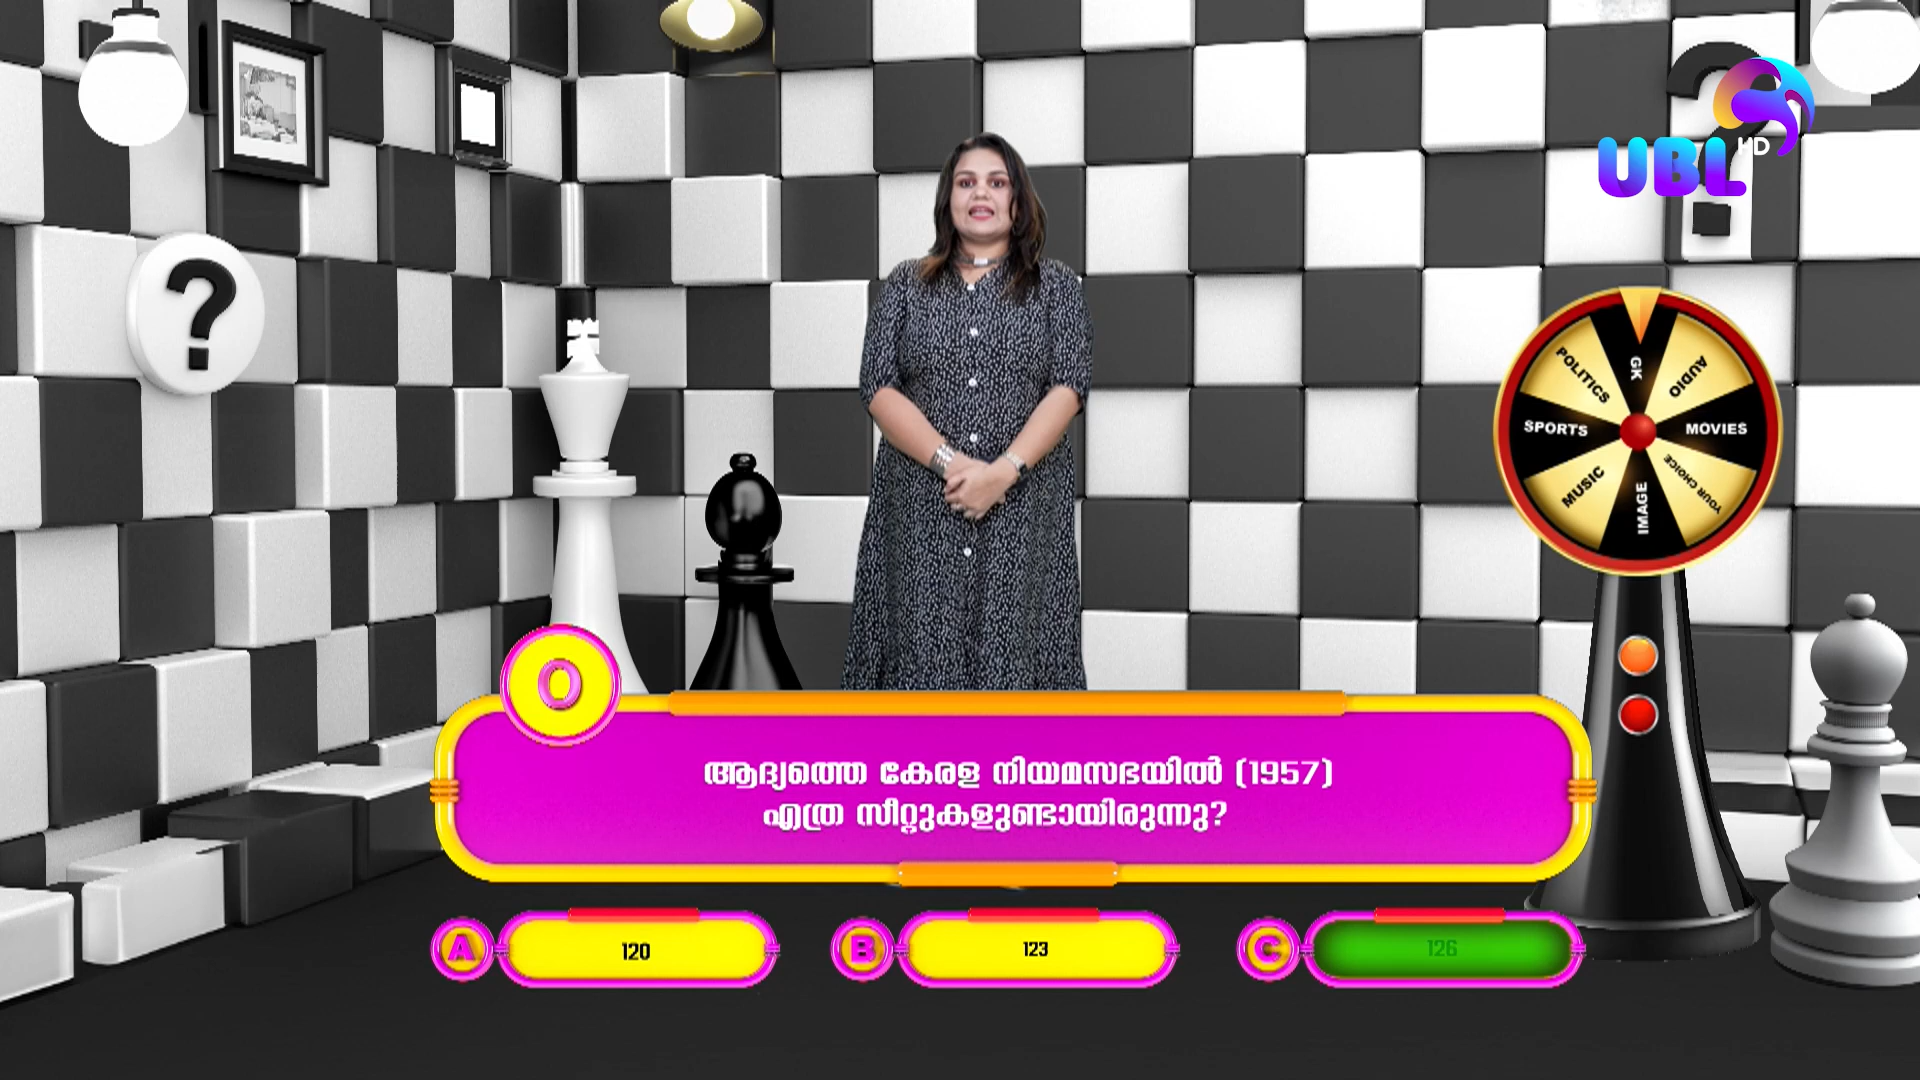 UBL HD
?
?
POLITICS
GK
AUDIO
SPORTS
MOVIES
MUSIC
IMAGE
YOUR CHOICE
Q
ആദ്യത്തെ കേരള നിയമസഭയിൽ (1957)
എത്ര സീറ്റുകളുണ്ടായിരുന്നു?
A 120
B 123
C 126